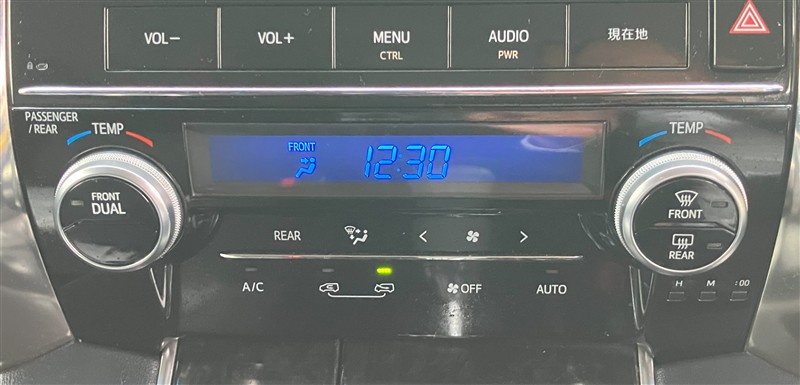 VOL−
VOL+
MENU
CTRL
AUDIO
PWR
現在地
PASSENGER
/REAR
TEMP
TEMP
FRONT
12:30
FRONT
DUAL
FRONT
REAR
REAR
A/C
OFF
AUTO
H M :00